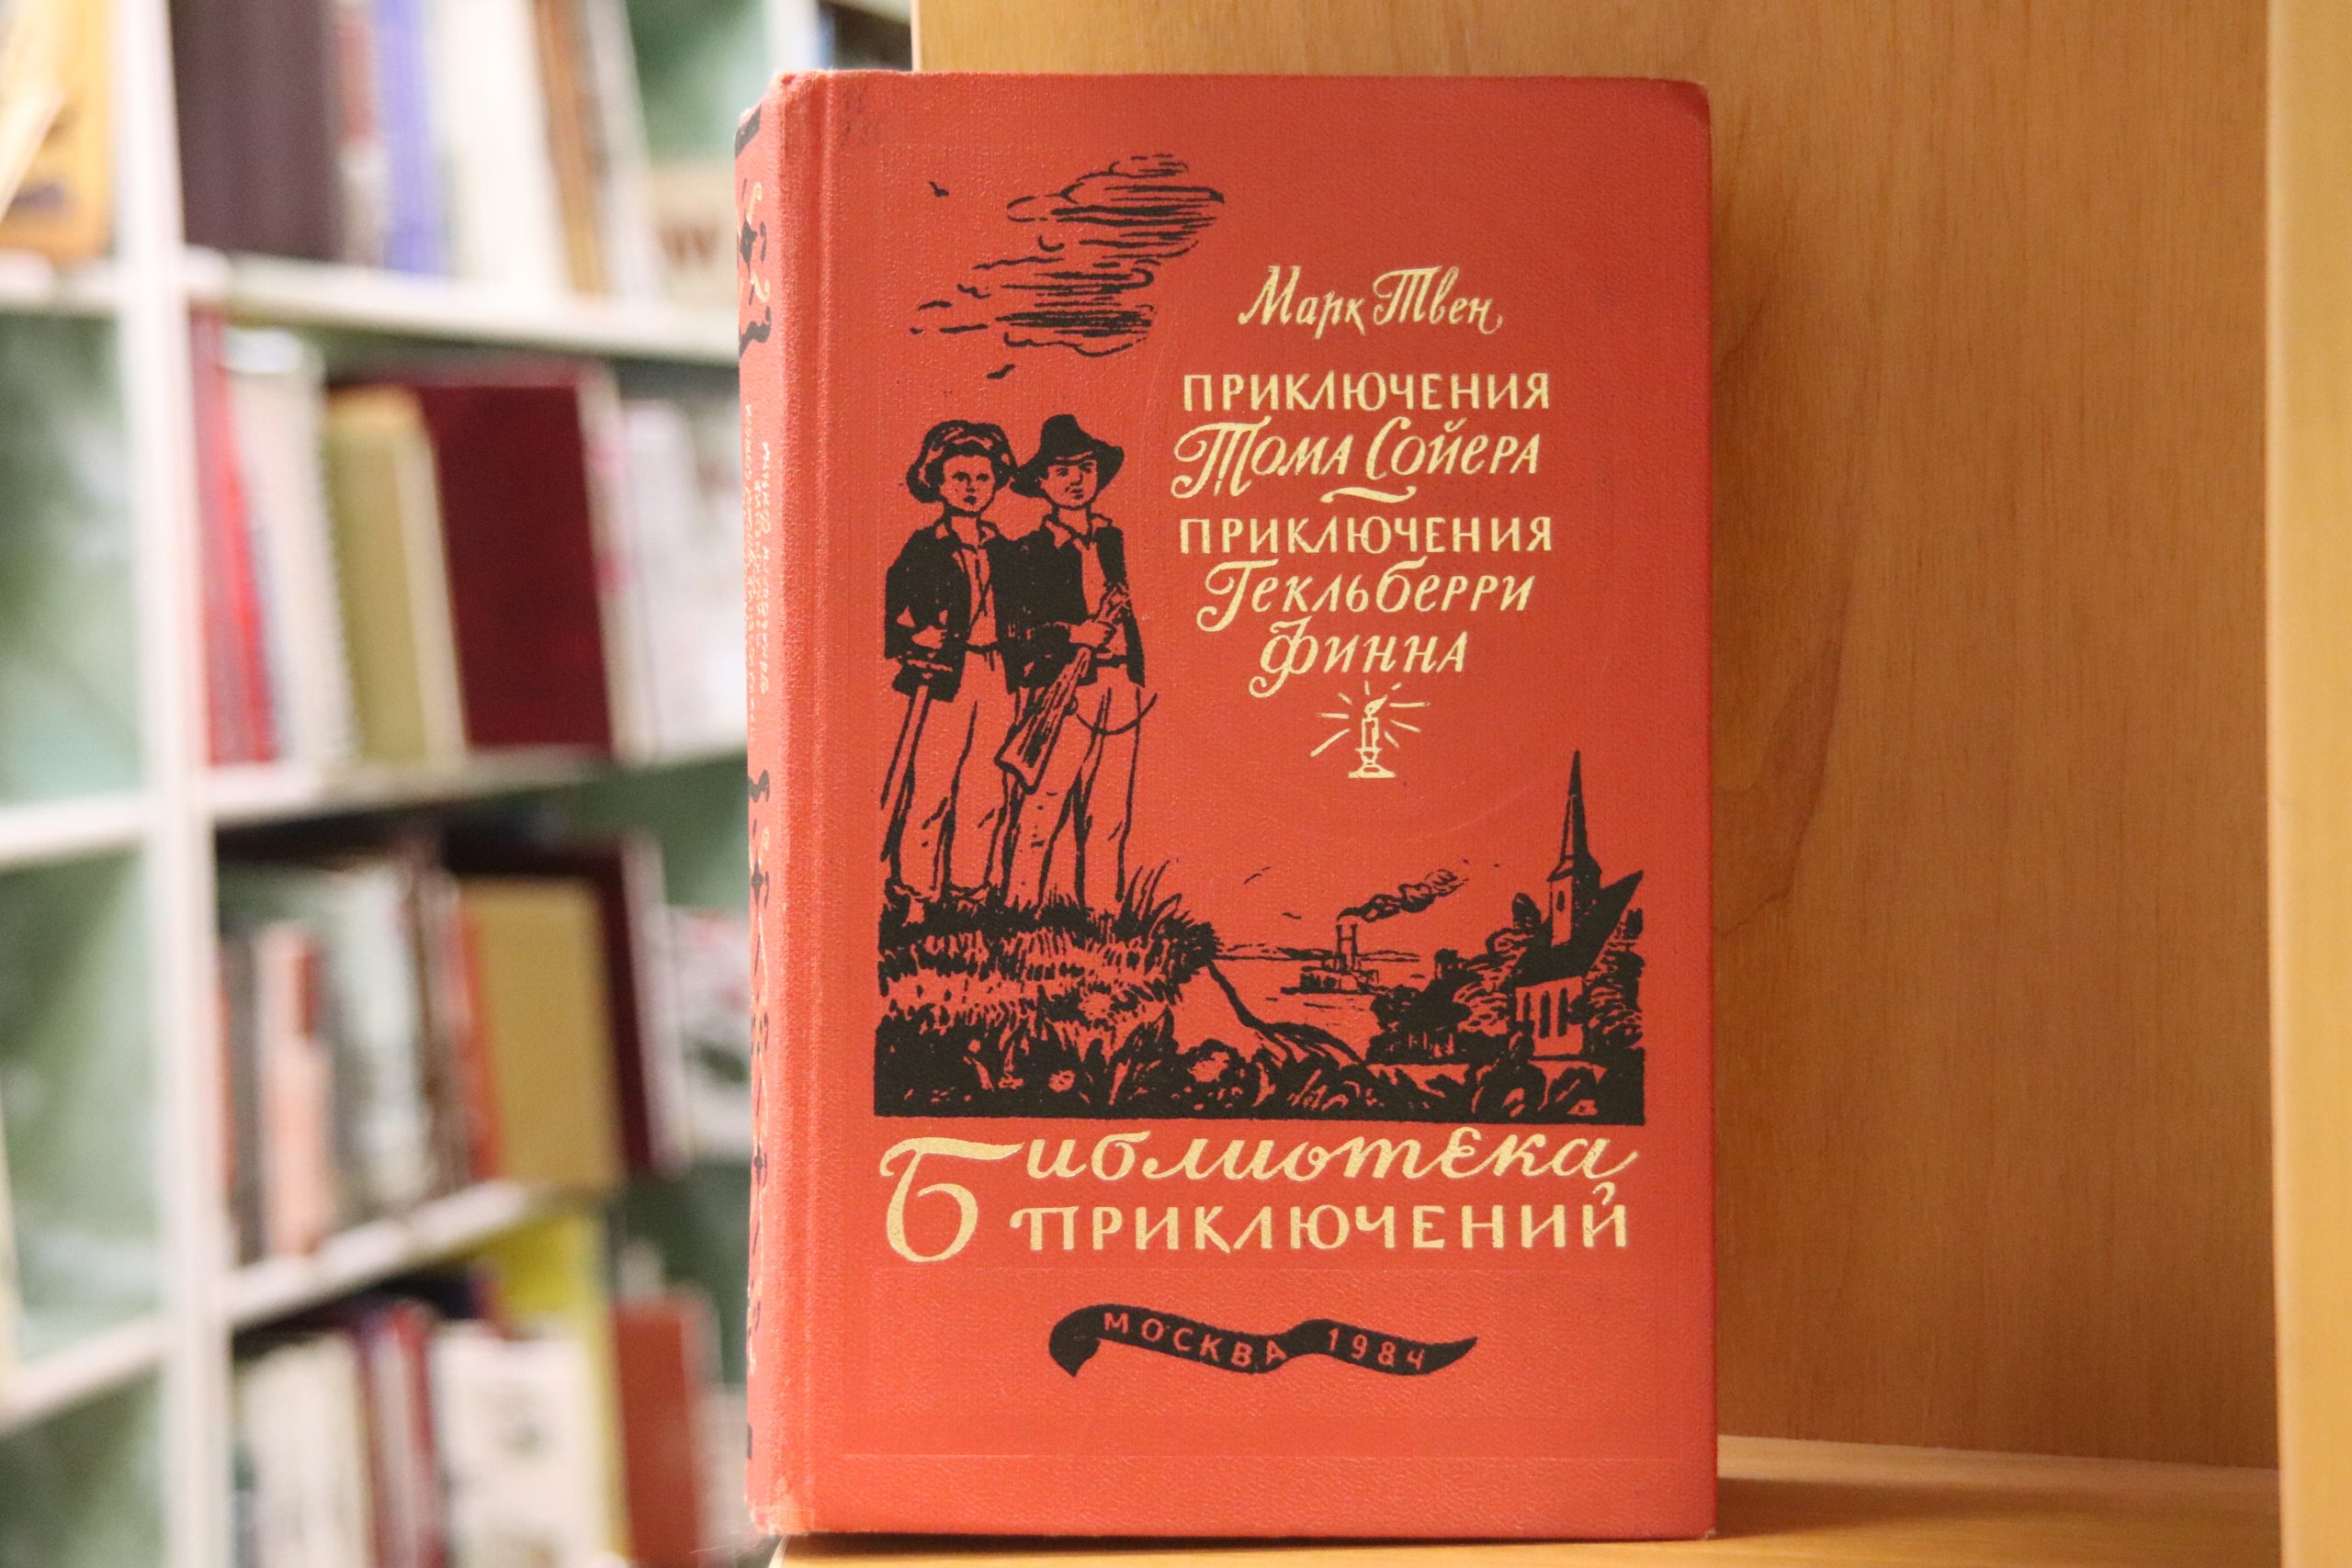 Марк Твен
ПРИКЛЮЧЕНИЯ
Тома Сойера
ПРИКЛЮЧЕНИЯ
Гекльберри
Финна
Библиотека
ПРИКЛЮЧЕНИЙ
МОСКВА 1984